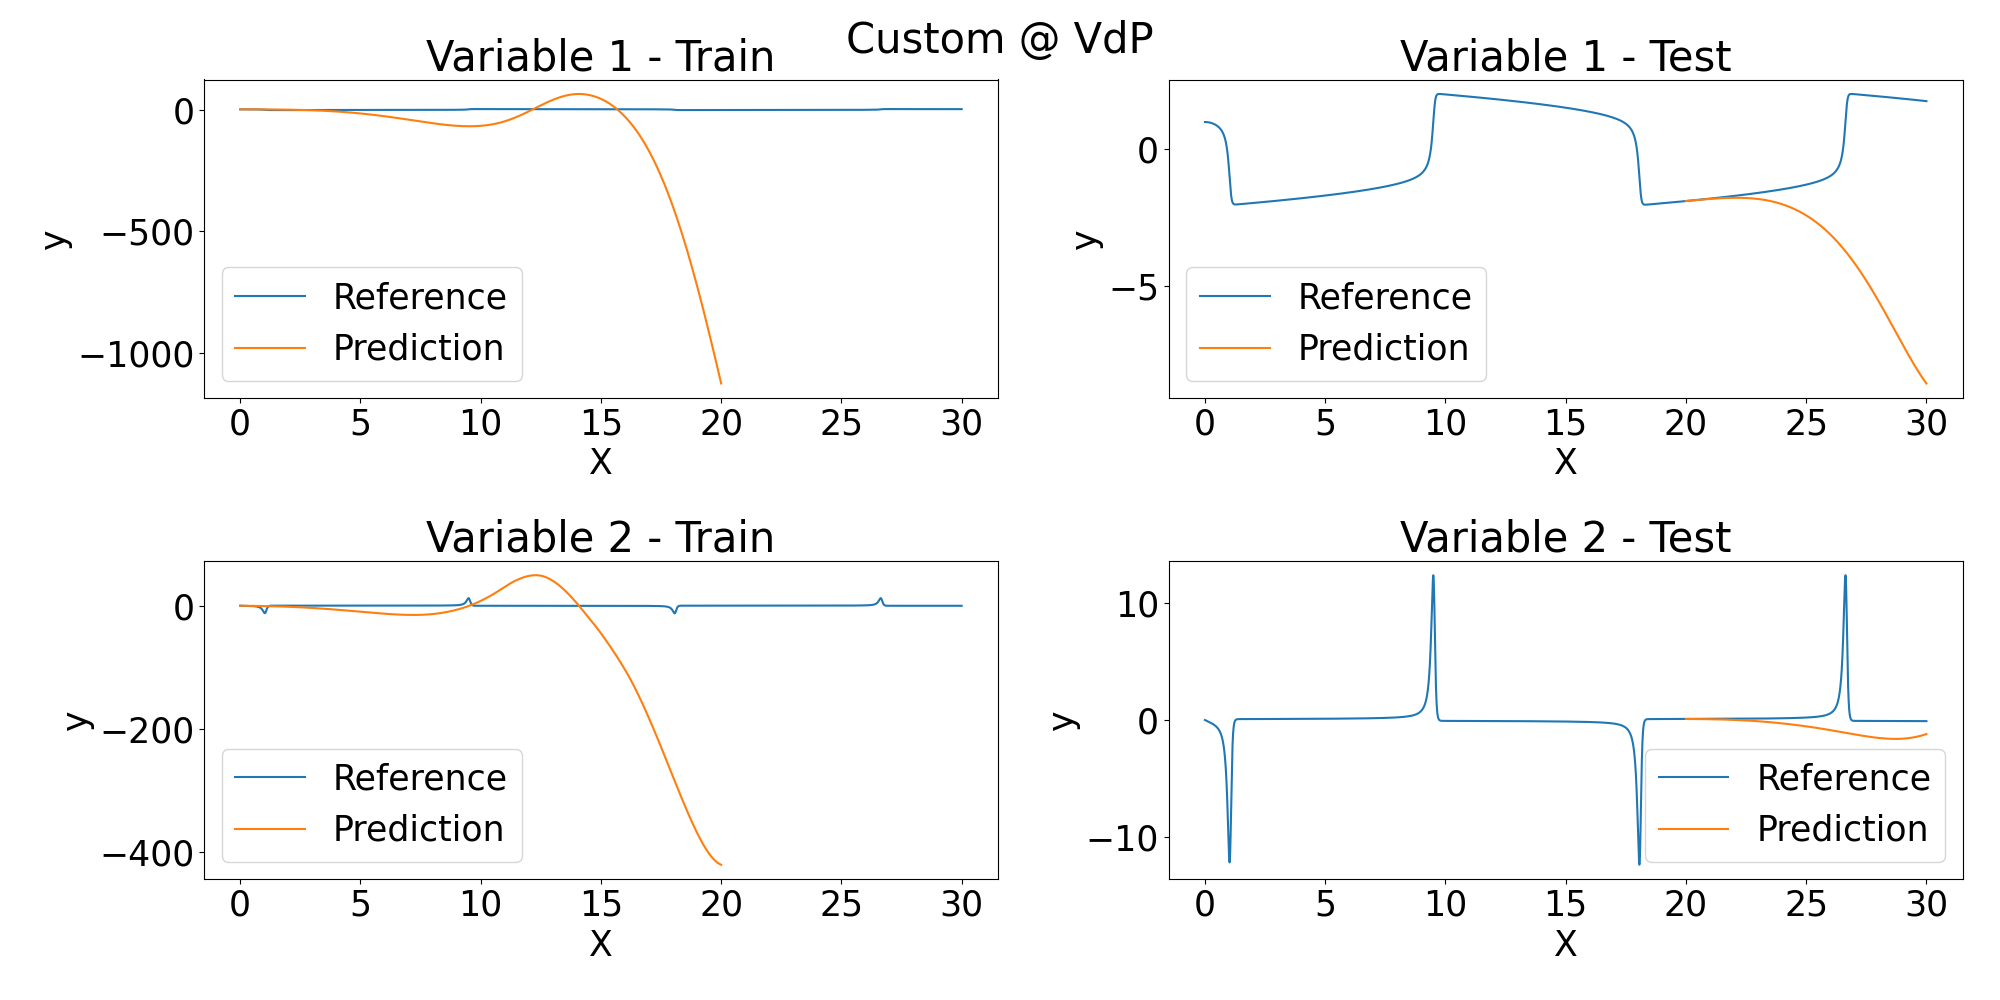 Custom @ VdP
Variable 1 - Train
0
−500
−1000
y
Reference
Prediction
0 5 10 15 20 25 30
X
Variable 1 - Test
0
−5
y
Reference
Prediction
0 5 10 15 20 25 30
X
Variable 2 - Train
0
−200
−400
y
Reference
Prediction
0 5 10 15 20 25 30
X
Variable 2 - Test
10
0
−10
y
Reference
Prediction
0 5 10 15 20 25 30
X